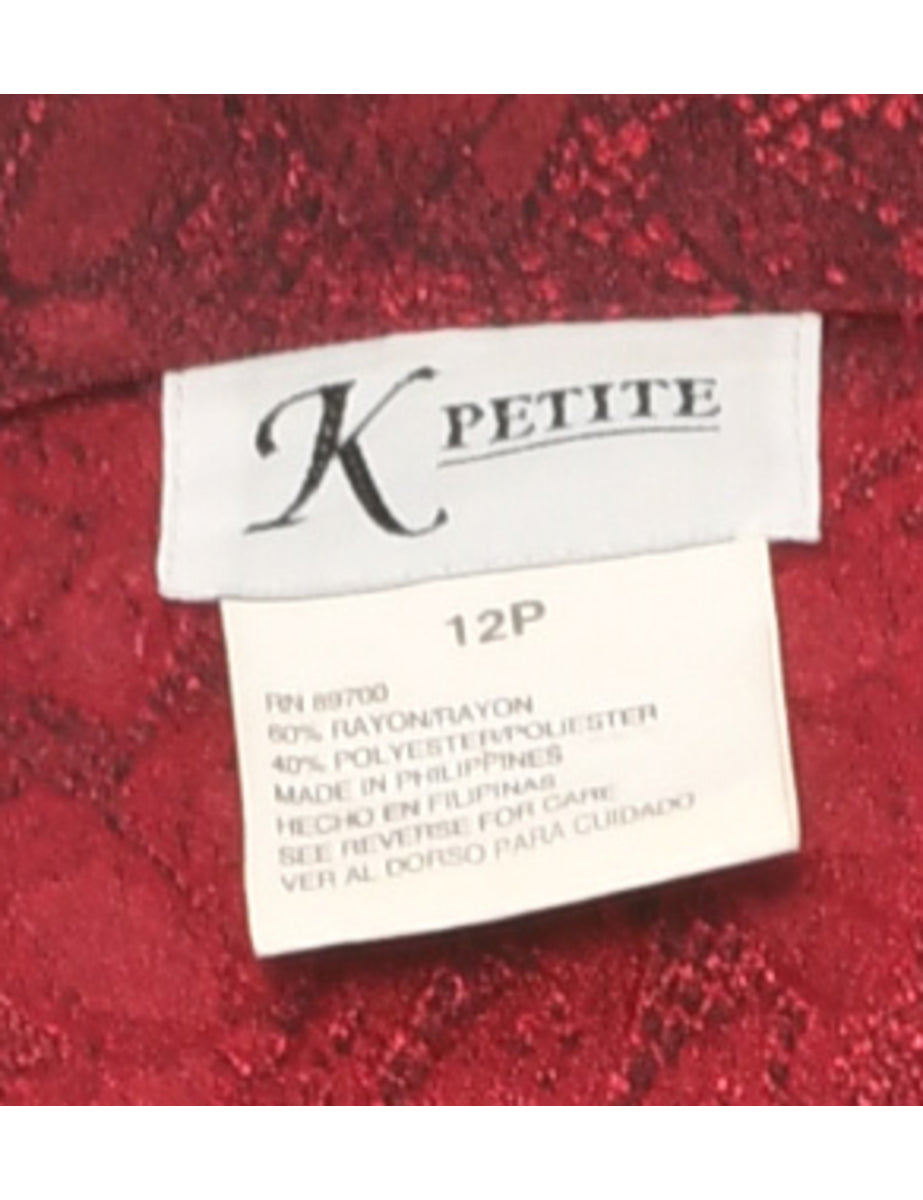 K PETITE
12P
RN 89700
60% RAYON/RAYON
40% POLYESTER/POLIESTER
MADE IN PHILIPPINES
HECHO EN FILIPINAS
SEE REVERSE FOR CARE
VER AL DORSO PARA CUIDADO